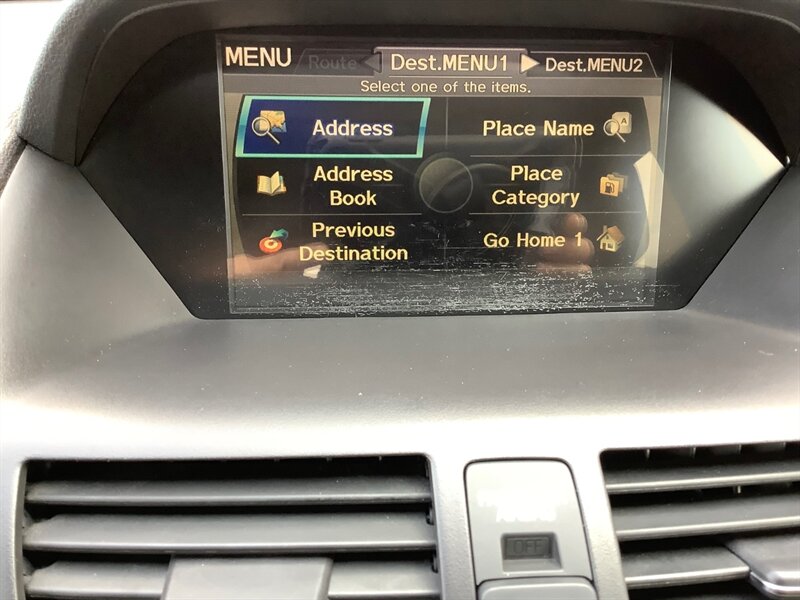 MENU Route Dest.MENU1 Dest.MENU2
Select one of the items.
Address Place Name
Address Book Place Category
Previous Destination Go Home 1
OFF